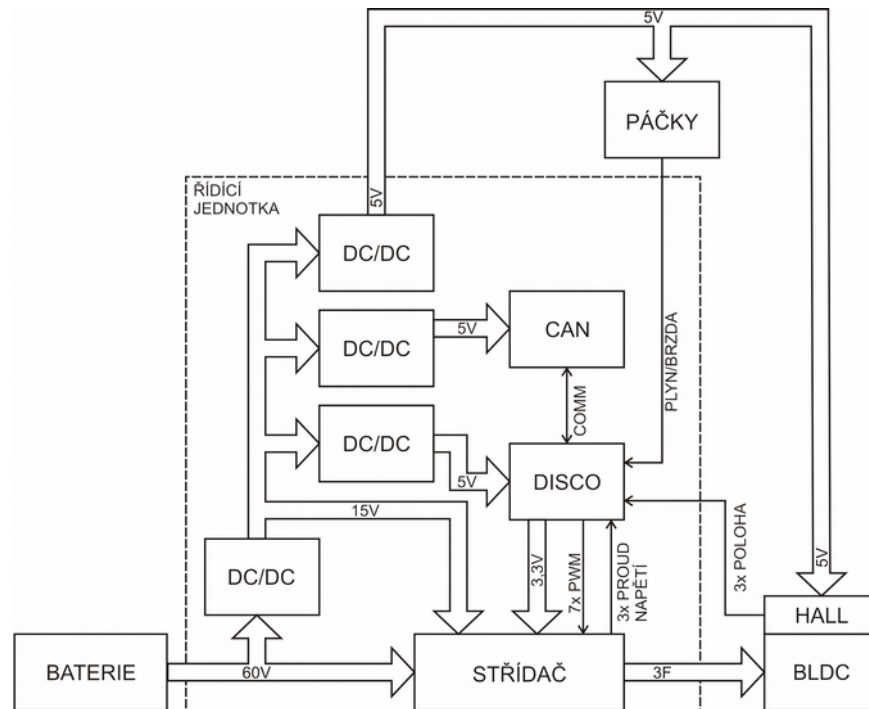 5V
PÁČKY
ŘÍDÍCÍ
JEDNOTKA
5V
DC/DC
DC/DC
5V
CAN
PLYN/BRZDA
COMM
DC/DC
5V
DISCO
15V
3,3V
7x PWM
3x PROUD
NAPĚTÍ
3x POLOHA
5V
DC/DC
HALL
BATERIE
60V
STŘÍDAČ
3F
BLDC